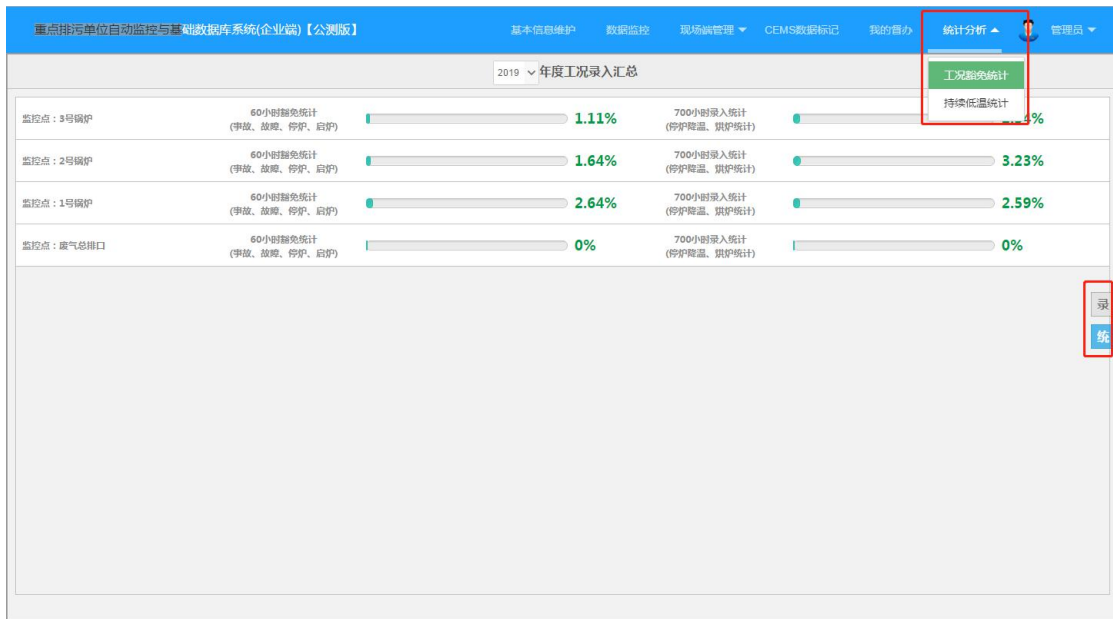 重点排污单位自动监控与基础数据库系统(企业端)【公测版】
基本信息维护 数据监控 现场端管理 CEMS数据标记 我的督办 统计分析 管理员
2019 年度工况录入汇总
工况豁免统计
持续低温统计
监控点：3号锅炉 60小时豁免统计 1.11% 700小时录入统计 4%
(事故、故障、停炉、启炉) (停炉降温、烘炉统计)
监控点：2号锅炉 60小时豁免统计 1.64% 700小时录入统计 3.23%
(事故、故障、停炉、启炉) (停炉降温、烘炉统计)
监控点：1号锅炉 60小时豁免统计 2.64% 700小时录入统计 2.59%
(事故、故障、停炉、启炉) (停炉降温、烘炉统计)
监控点：废气总排口 60小时豁免统计 0% 700小时录入统计 0%
(事故、故障、停炉、启炉) (停炉降温、烘炉统计)
录
统